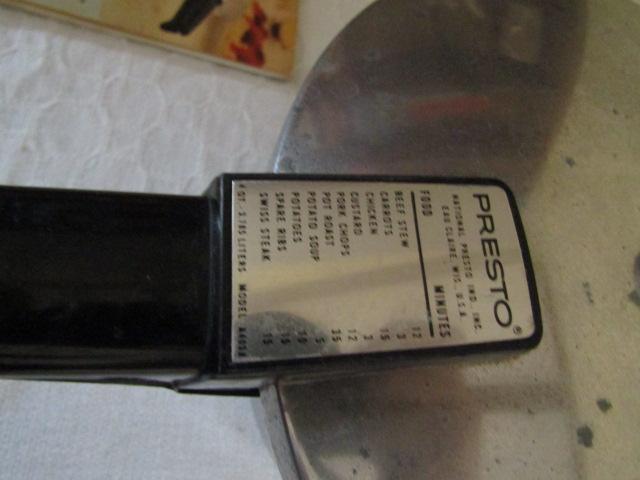 PRESTO®
NATIONAL PRESTO IND. INC.
EAU CLAIRE, WIS., U.S.A.
FOOD MINUTES
BEEF STEW 12
CARROTS 3
CHICKEN 15
CUSTARD 3
PORK CHOPS 12
POT ROAST 35
POTATO SOUP 5
POTATOES 10
SPARE RIBS 15
SWISS STEAK 15
4 QT. 3.785 LITERS MODEL